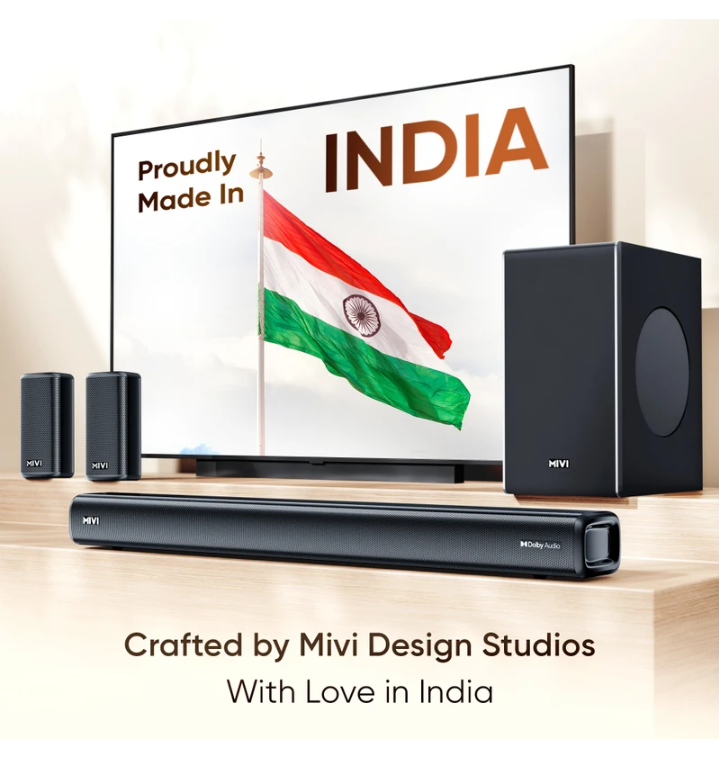 Proudly
Made In
INDIA
MIVI
MIVI
MIVI
MIVI
Dolby Audio
Crafted by Mivi Design Studios
With Love in India